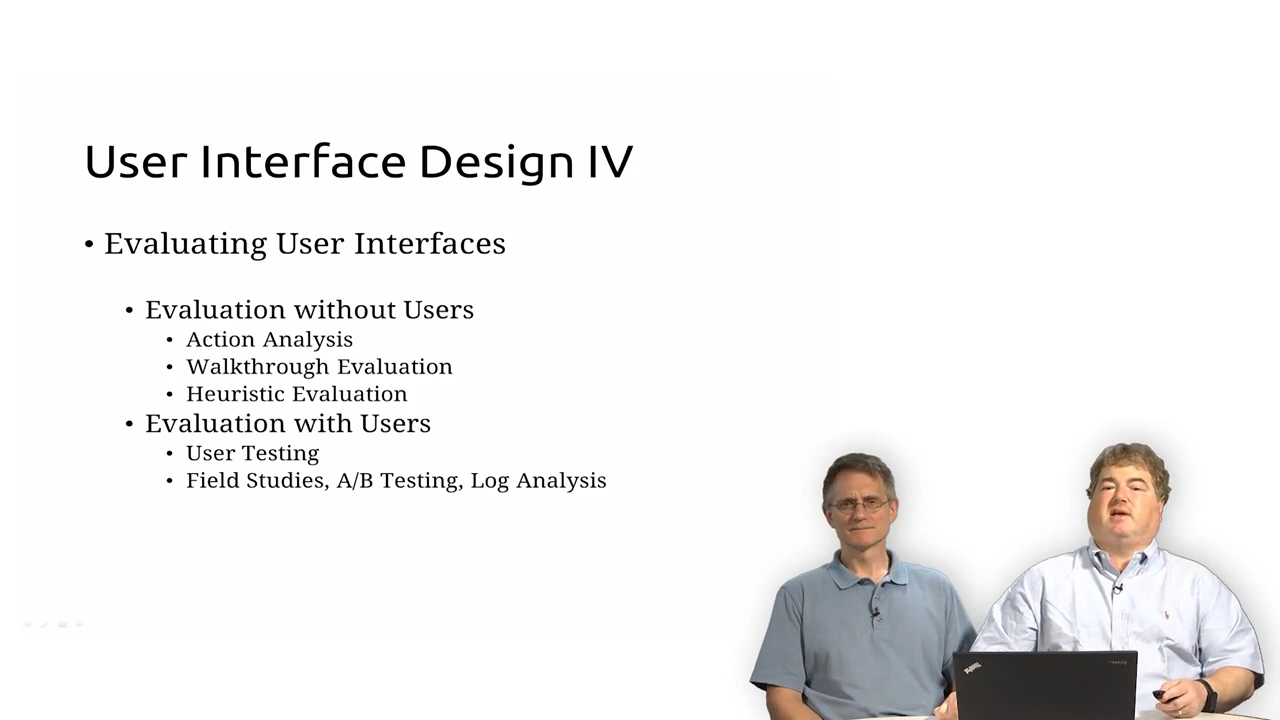 User Interface Design IV
• Evaluating User Interfaces
• Evaluation without Users
• Action Analysis
• Walkthrough Evaluation
• Heuristic Evaluation
• Evaluation with Users
• User Testing
• Field Studies, A/B Testing, Log Analysis
ThinkPad